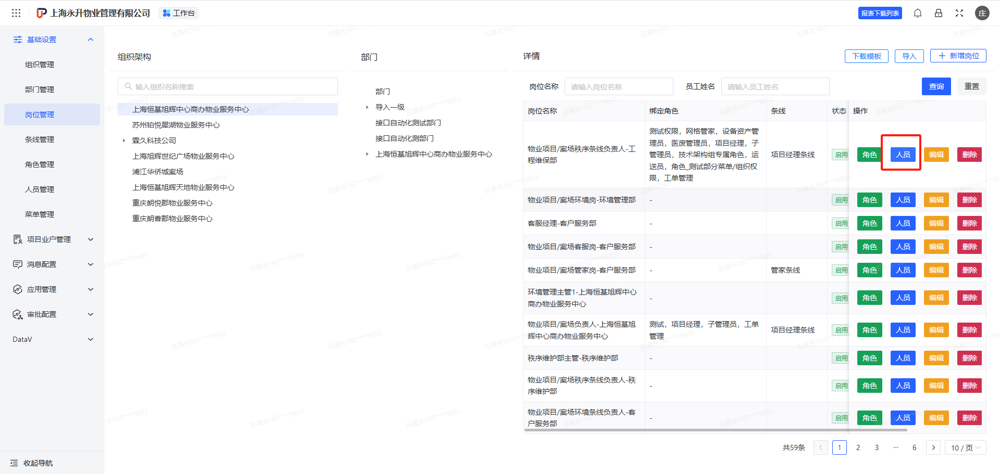 上海永升物业管理有限公司
工作台
报表下载列表
庄
基础设置
组织管理
部门管理
岗位管理
条线管理
角色管理
人员管理
菜单管理
项目业户管理
消息配置
应用管理
审批配置
DataV
收起导航
组织架构
输入组织名称搜索
上海恒基旭辉中心商办物业服务中心
苏州铂悦犀湖物业服务中心
霖久科技公司
上海旭辉世纪广场物业服务中心
浦江华侨城案场
上海恒基旭辉天地物业服务中心
重庆朗悦郡物业服务中心
重庆朗香郡物业服务中心
部门
部门
导入一级
接口自动化测试部门
接口自动化测部门
上海恒基旭辉中心商办物业服务中心
详情
下载模板
导入
新增岗位
岗位名称
请输入岗位名称
员工姓名
请输入员工姓名
查询
重置
岗位名称 绑定角色 条线 状态 操作
物业项目/案场秩序条线负责人-工
程维保部
测试权限，网格管家，设备资产管
理员，医废管理员，项目经理，子
管理员，技术架构组专属角色，运
送员，角色_测试部分菜单/组织权
限，工单管理
项目经理条线
启用 角色 人员 编辑 删除
物业项目/案场环境岗-环境管理部 - 启用 角色 人员 编辑 删除
客服经理-客户服务部 - 启用 角色 人员 编辑 删除
物业项目/案场客服岗-客户服务部 - 启用 角色 人员 编辑 删除
物业项目/案场管家岗-客户服务部 - 管家条线 启用 角色 人员 编辑 删除
环境管理主管1-上海恒基旭辉中心
商办物业服务中心
- 启用 角色 人员 编辑 删除
物业项目/案场负责人-上海恒基旭
辉中心商办物业服务中心
测试，项目经理，子管理员，工单
管理
项目经理条线
启用 角色 人员 编辑 删除
秩序维护部主管-秩序维护部 - 启用 角色 人员 编辑 删除
物业项目/案场秩序条线负责人-秩
序维护部
- 启用 角色 人员 编辑 删除
物业项目/案场环境条线负责人-客
户服务部
- 启用 角色 人员 编辑 删除
共59条 1 2 3 ··· 6 10 / 页
庄晨光182****9693